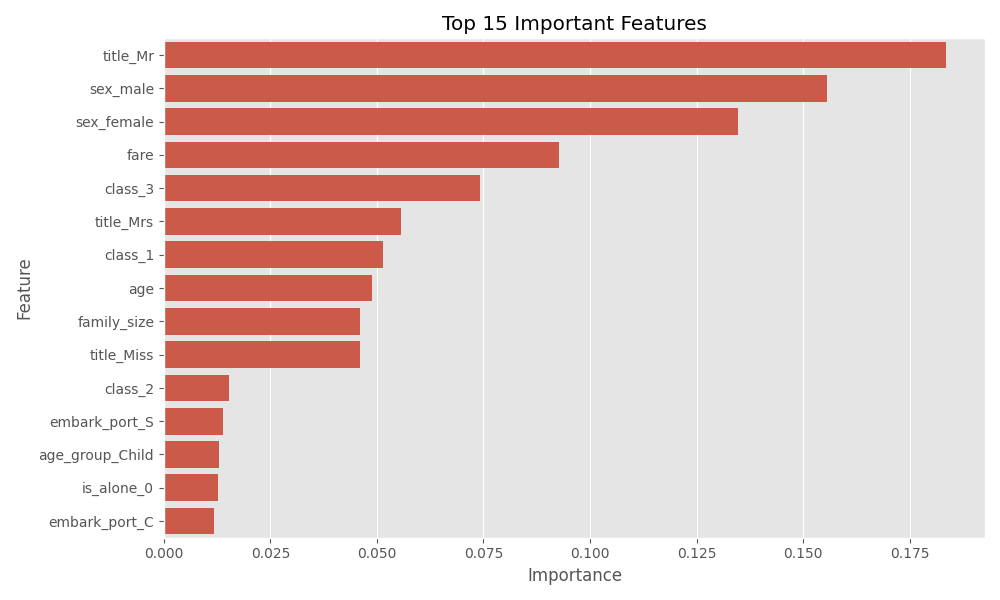 Top 15 Important Features
title_Mr
sex_male
sex_female
fare
class_3
title_Mrs
class_1
age
family_size
title_Miss
class_2
embark_port_S
age_group_Child
is_alone_0
embark_port_C
Feature
0.000 0.025 0.050 0.075 0.100 0.125 0.150 0.175
Importance